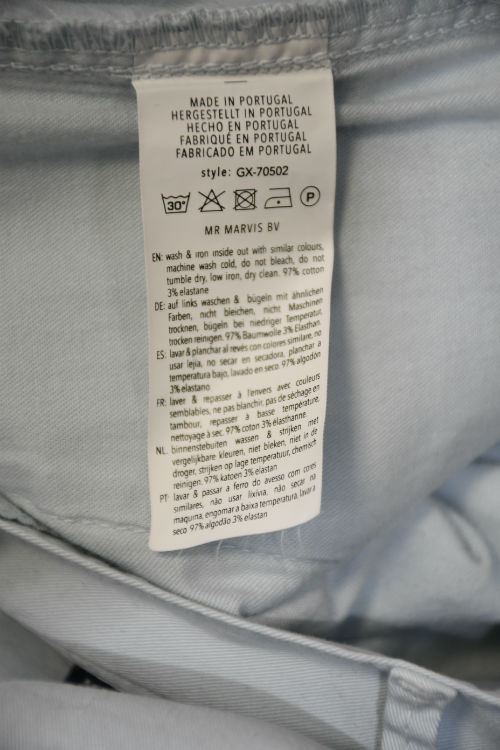 MADE IN PORTUGAL
HERGESTELLT IN PORTUGAL
HECHO EN PORTUGAL
FABRIQUÉ EN PORTUGAL
FABRICADO EM PORTUGAL
style: GX-70502
30° P
MR MARVIS BV
EN: wash & iron inside out with similar colours,
machine wash cold, do not bleach, do not
tumble dry, low iron, dry clean. 97% cotton
3% elastane
DE: auf links waschen & bügeln mit ähnlichen
Farben, nicht bleichen, nicht Maschinen
trocknen, bügeln bei niedriger Temperatur,
trocken reinigen. 97% Baumwolle 3% Elasthan
ES: lavar & planchar al revés con colores similares, no
usar lejia, no secar en secadora, planchar a
temperatura bajo, lavado en seco. 97% algodón
3% elastano
FR: laver & repasser à l'envers avec couleurs
semblables, ne pas blanchir, pas de séchage en
tambour, repasser à basse température,
nettoyage à sec. 97% coton 3% élasthanne
NL: binnenstebuiten wassen & strijken met
vergelijkbare kleuren, niet bleken, niet in de
droger, strijken op lage temperatuur, chemisch
reinigen. 97% katoen 3% elastan
PT: lavar & passar a ferro do avesso com cores
similares, não usar lixivia, não secar na
maquina, engomar a baixa temperatura, lavar a
seco 97% algodão 3% elastan